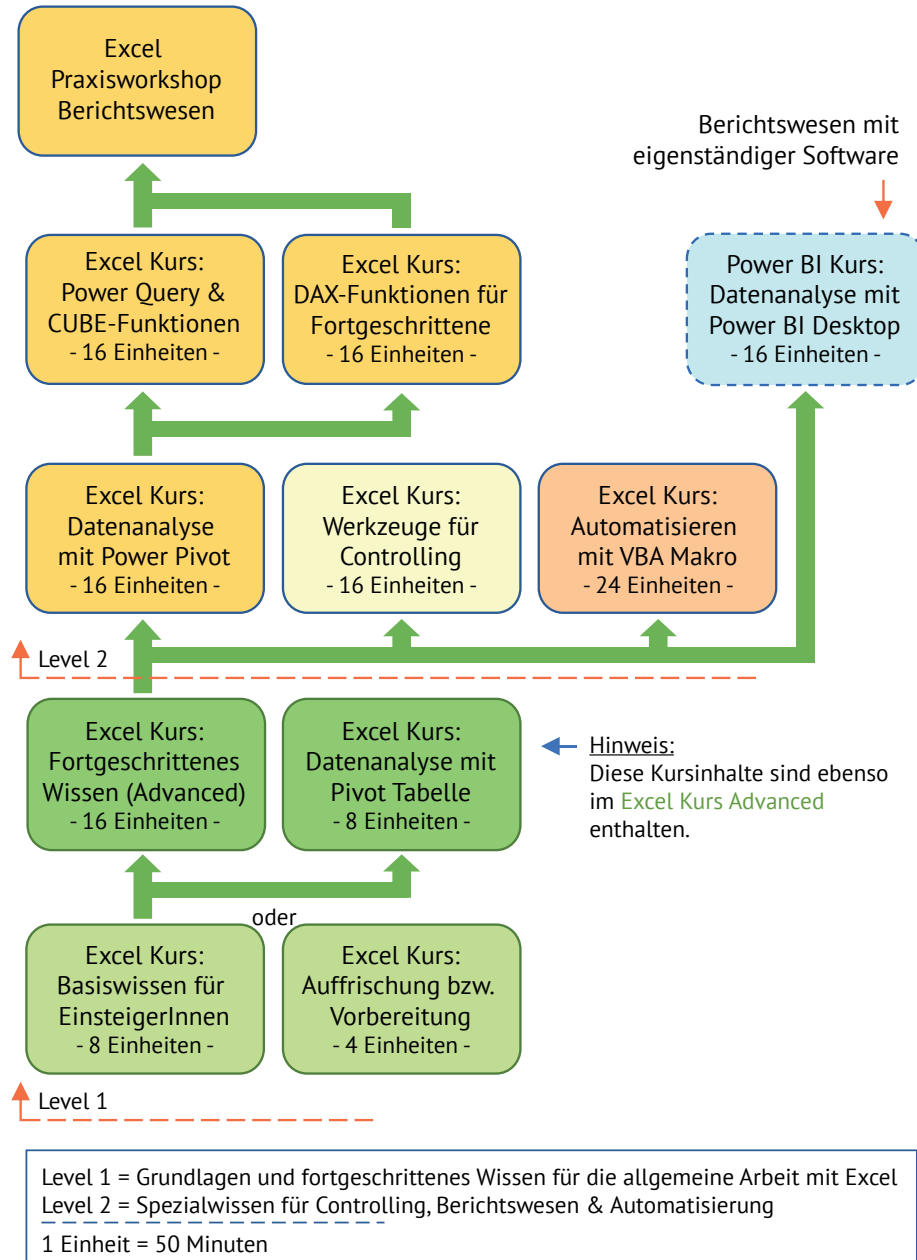 Excel
Praxisworkshop
Berichtswesen
Berichtswesen mit
eigenständiger Software
Excel Kurs:
Power Query &
CUBE-Funktionen
- 16 Einheiten -
Excel Kurs:
DAX-Funktionen für
Fortgeschrittene
- 16 Einheiten -
Power BI Kurs:
Datenanalyse mit
Power BI Desktop
- 16 Einheiten -
Excel Kurs:
Datenanalyse
mit Power Pivot
- 16 Einheiten -
Excel Kurs:
Werkzeuge für
Controlling
- 16 Einheiten -
Excel Kurs:
Automatisieren
mit VBA Makro
- 24 Einheiten -
Level 2
Excel Kurs:
Fortgeschrittenes
Wissen (Advanced)
- 16 Einheiten -
Excel Kurs:
Datenanalyse mit
Pivot Tabelle
- 8 Einheiten -
Hinweis:
Diese Kursinhalte sind ebenso
im Excel Kurs Advanced
enthalten.
oder
Excel Kurs:
Basiswissen für
EinsteigerInnen
- 8 Einheiten -
Excel Kurs:
Auffrischung bzw.
Vorbereitung
- 4 Einheiten -
Level 1
Level 1 = Grundlagen und fortgeschrittenes Wissen für die allgemeine Arbeit mit Excel
Level 2 = Spezialwissen für Controlling, Berichtswesen & Automatisierung
1 Einheit = 50 Minuten